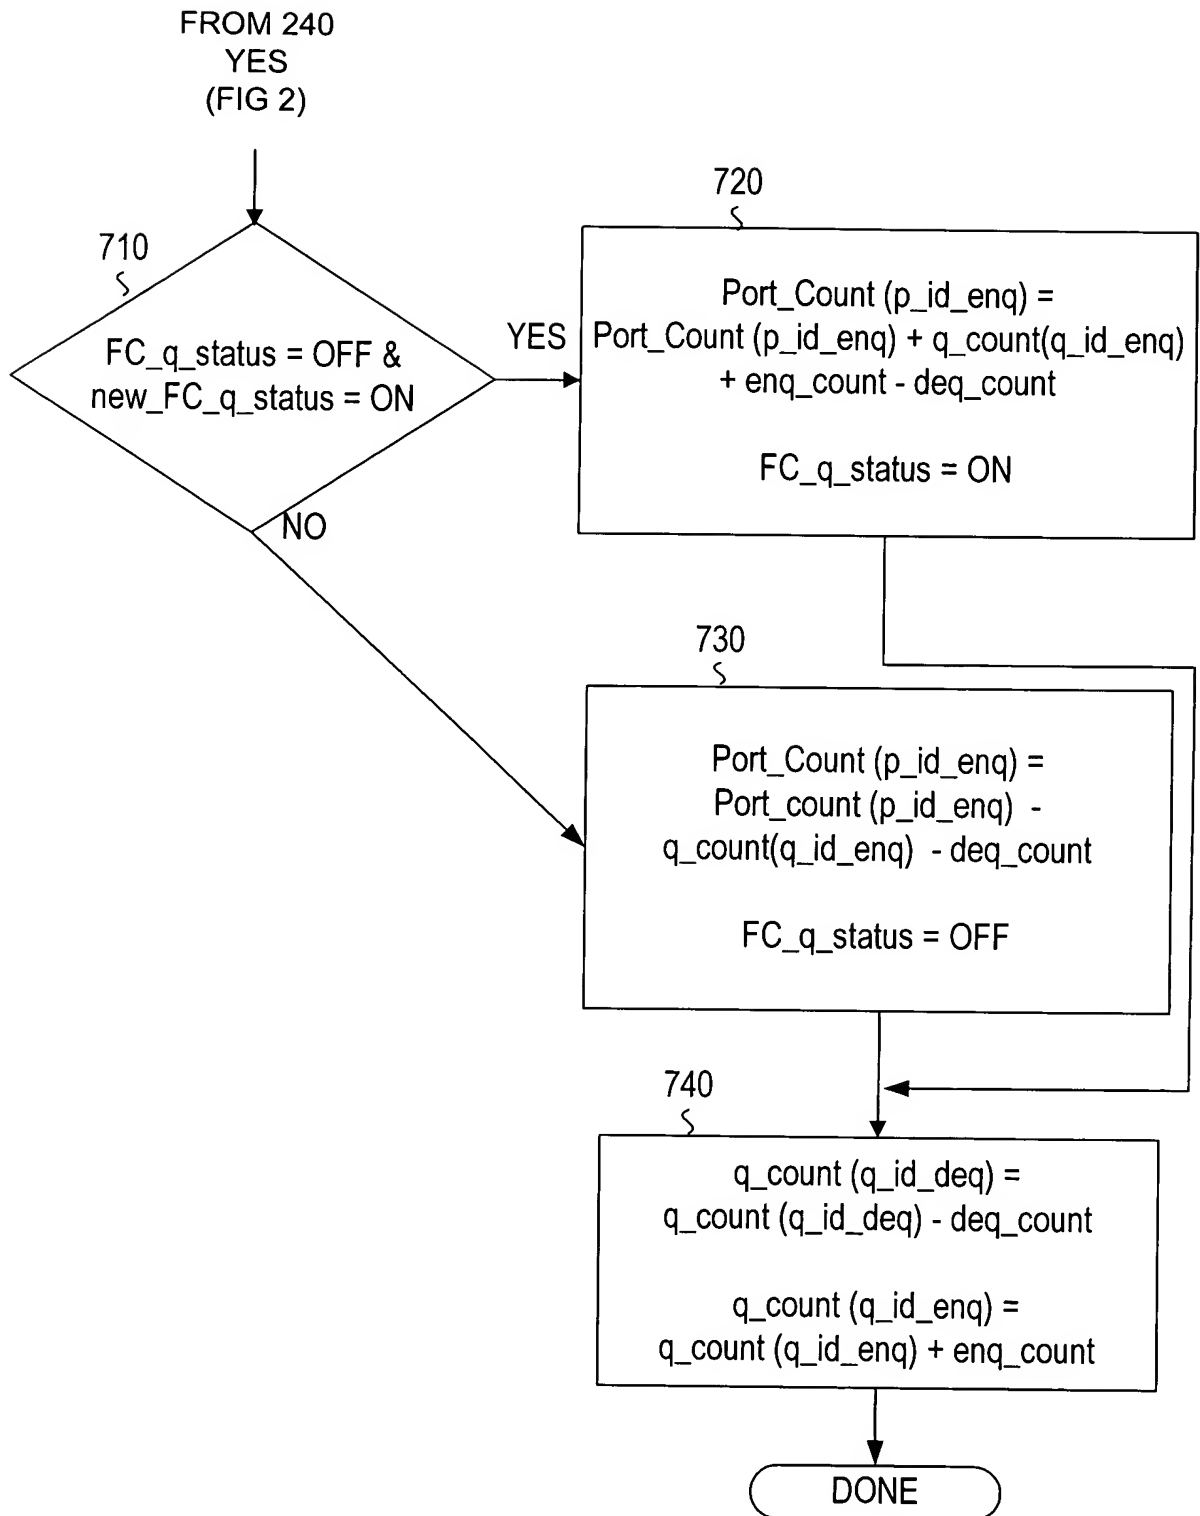 FROM 240
YES
(FIG 2)
710
FC_q_status = OFF &
new_FC_q_status = ON
YES
NO
720
Port_Count (p_id_enq) =
Port_Count (p_id_enq) + q_count(q_id_enq)
+ enq_count - deq_count
FC_q_status = ON
730
Port_Count (p_id_enq) =
Port_count (p_id_enq) -
q_count(q_id_enq) - deq_count
FC_q_status = OFF
740
q_count (q_id_deq) =
q_count (q_id_deq) - deq_count
q_count (q_id_enq) =
q_count (q_id_enq) + enq_count
DONE